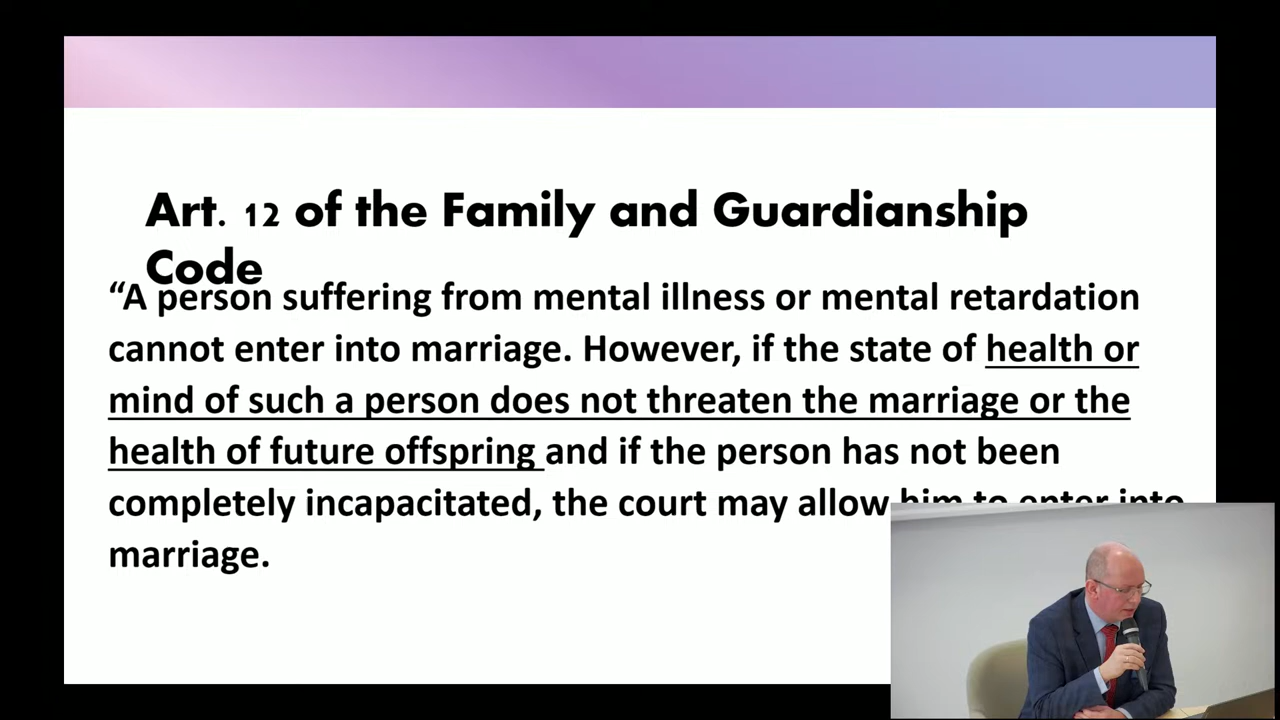 Art. 12 of the Family and Guardianship
Code
“A person suffering from mental illness or mental retardation
cannot enter into marriage. However, if the state of health or
mind of such a person does not threaten the marriage or the
health of future offspring and if the person has not been
completely incapacitated, the court may allow him to enter into
marriage.